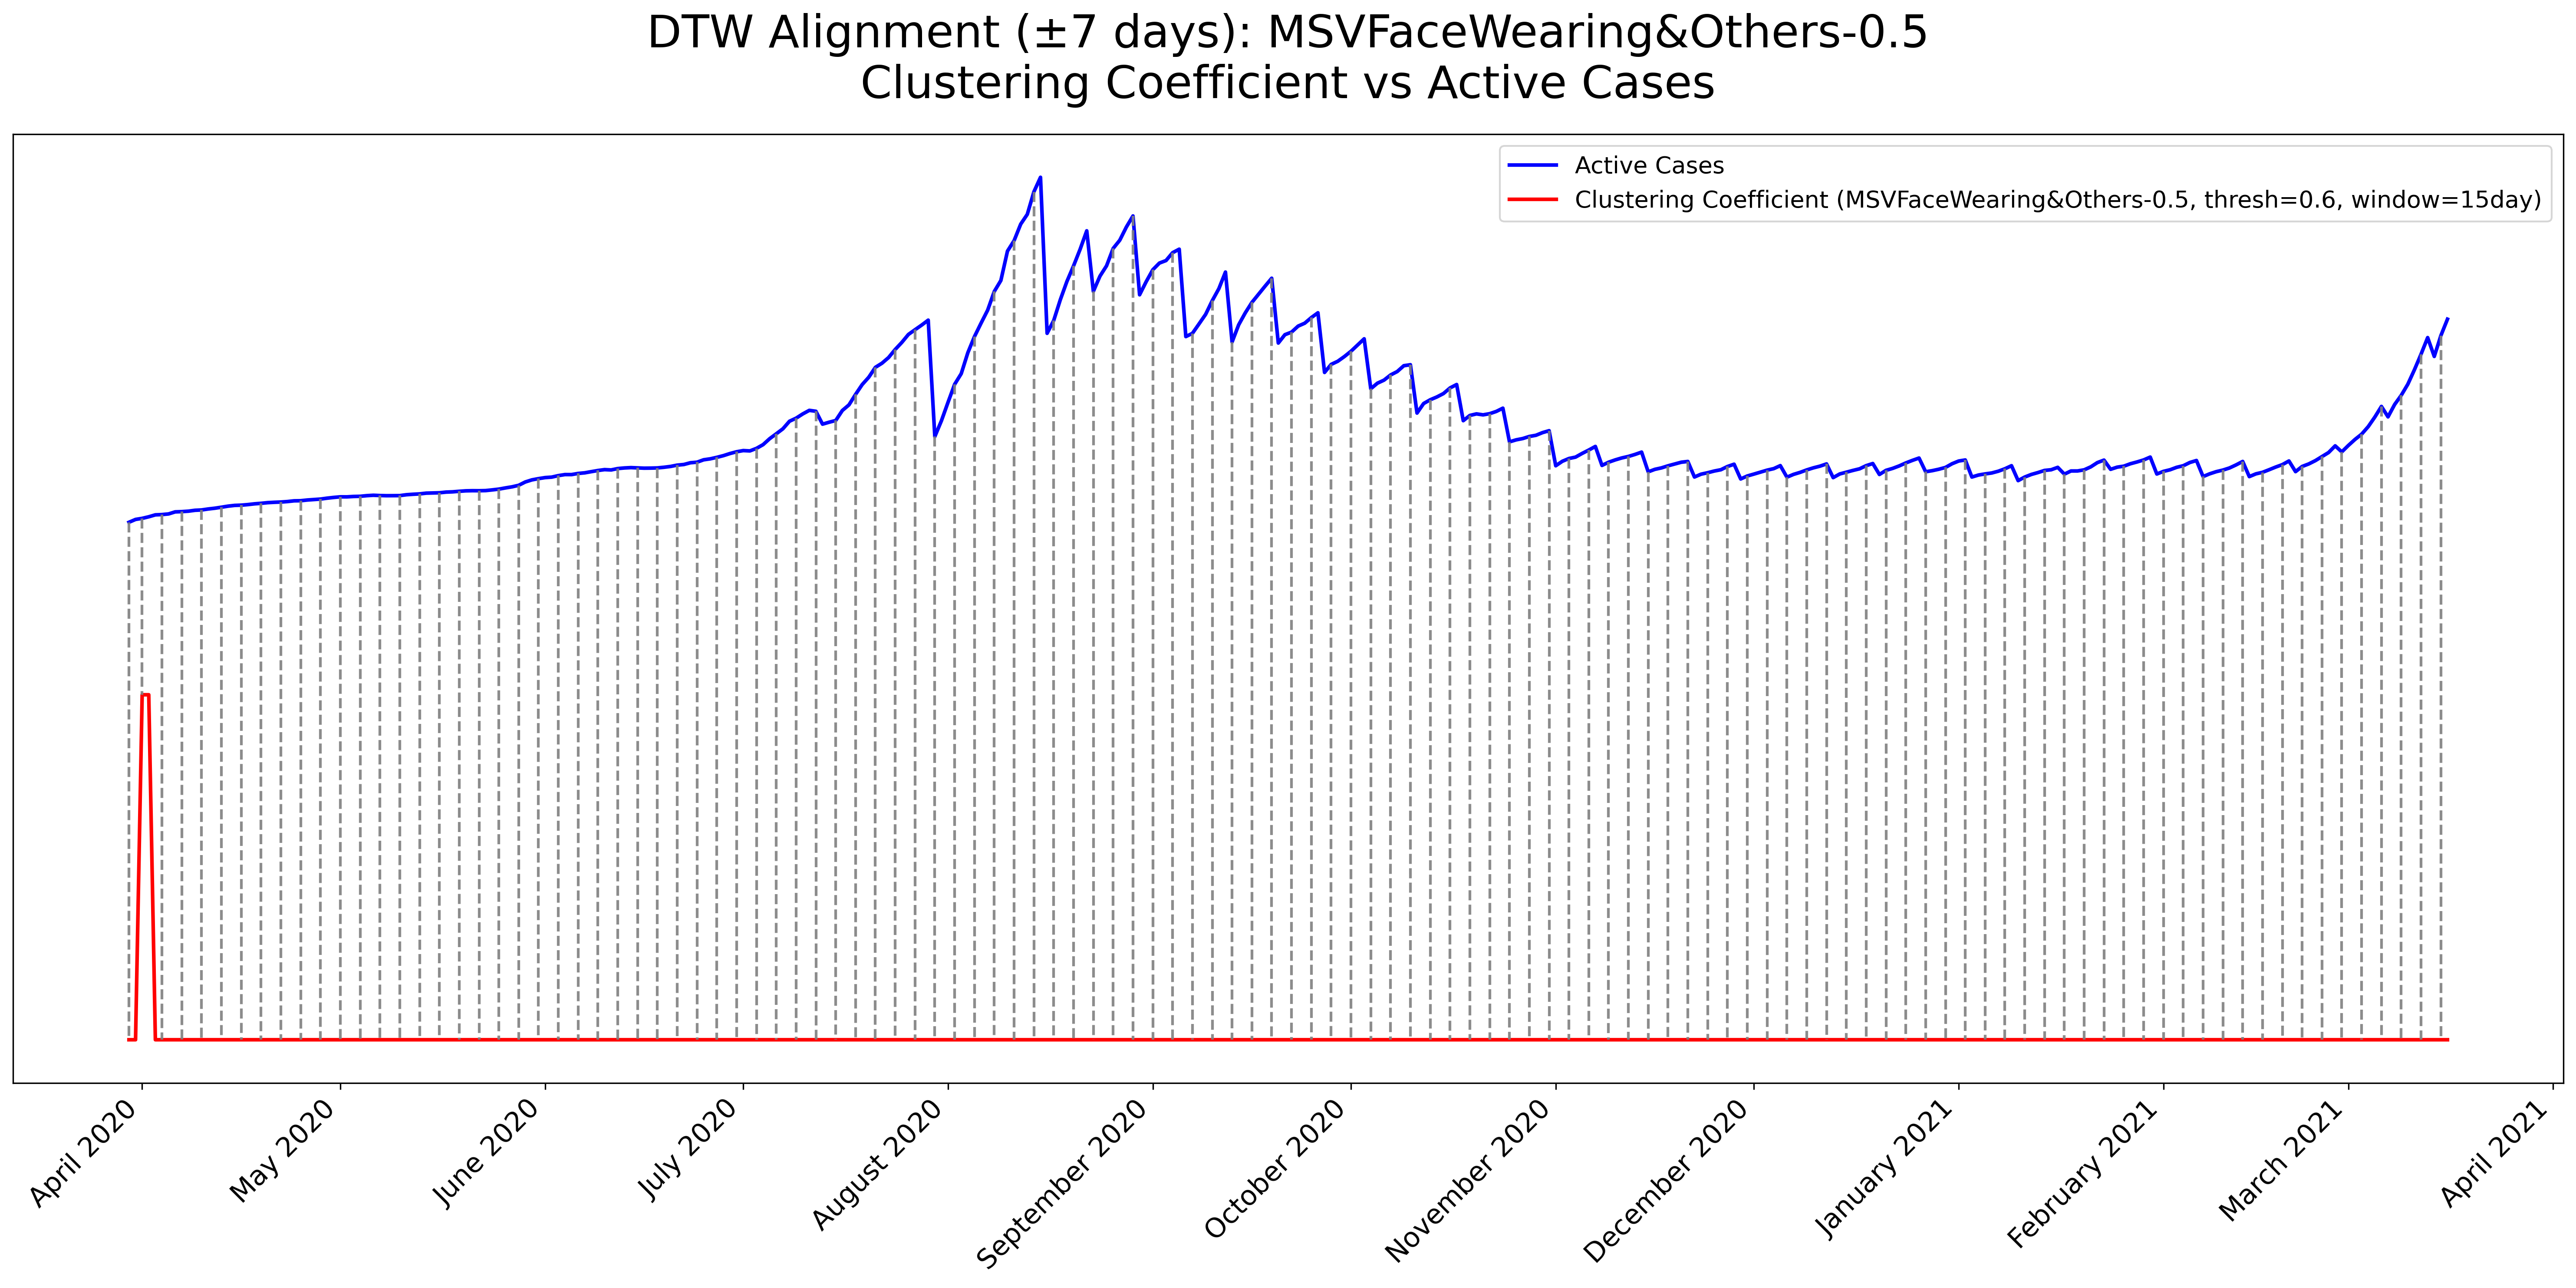 DTW Alignment (±7 days): MSVFaceWearing&Others-0.5
Clustering Coefficient vs Active Cases
Active Cases
Clustering Coefficient (MSVFaceWearing&Others-0.5, thresh=0.6, window=15day)
April 2020
May 2020
June 2020
July 2020
August 2020
September 2020
October 2020
November 2020
December 2020
January 2021
February 2021
March 2021
April 2021